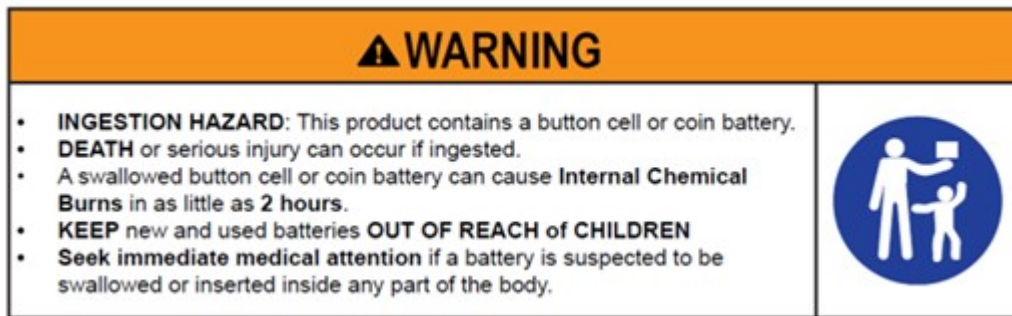 WARNING
• INGESTION HAZARD: This product contains a button cell or coin battery.
• DEATH or serious injury can occur if ingested.
• A swallowed button cell or coin battery can cause Internal Chemical
Burns in as little as 2 hours.
• KEEP new and used batteries OUT OF REACH of CHILDREN
• Seek immediate medical attention if a battery is suspected to be
swallowed or inserted inside any part of the body.